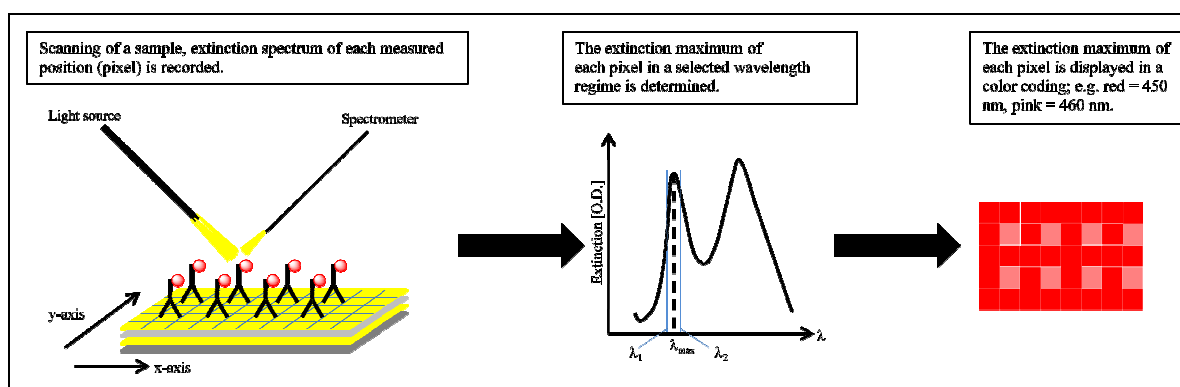 Scanning of a sample, extinction spectrum of each measured
position (pixel) is recorded.
The extinction maximum of
each pixel in a selected wavelength
regime is determined.
The extinction maximum of
each pixel is displayed in a
color coding; e.g. red = 450
nm, pink = 460 nm.
Light source
Spectrometer
y-axis
x-axis
Extinction [O.D.]
λ1
λmax
λ2
λ